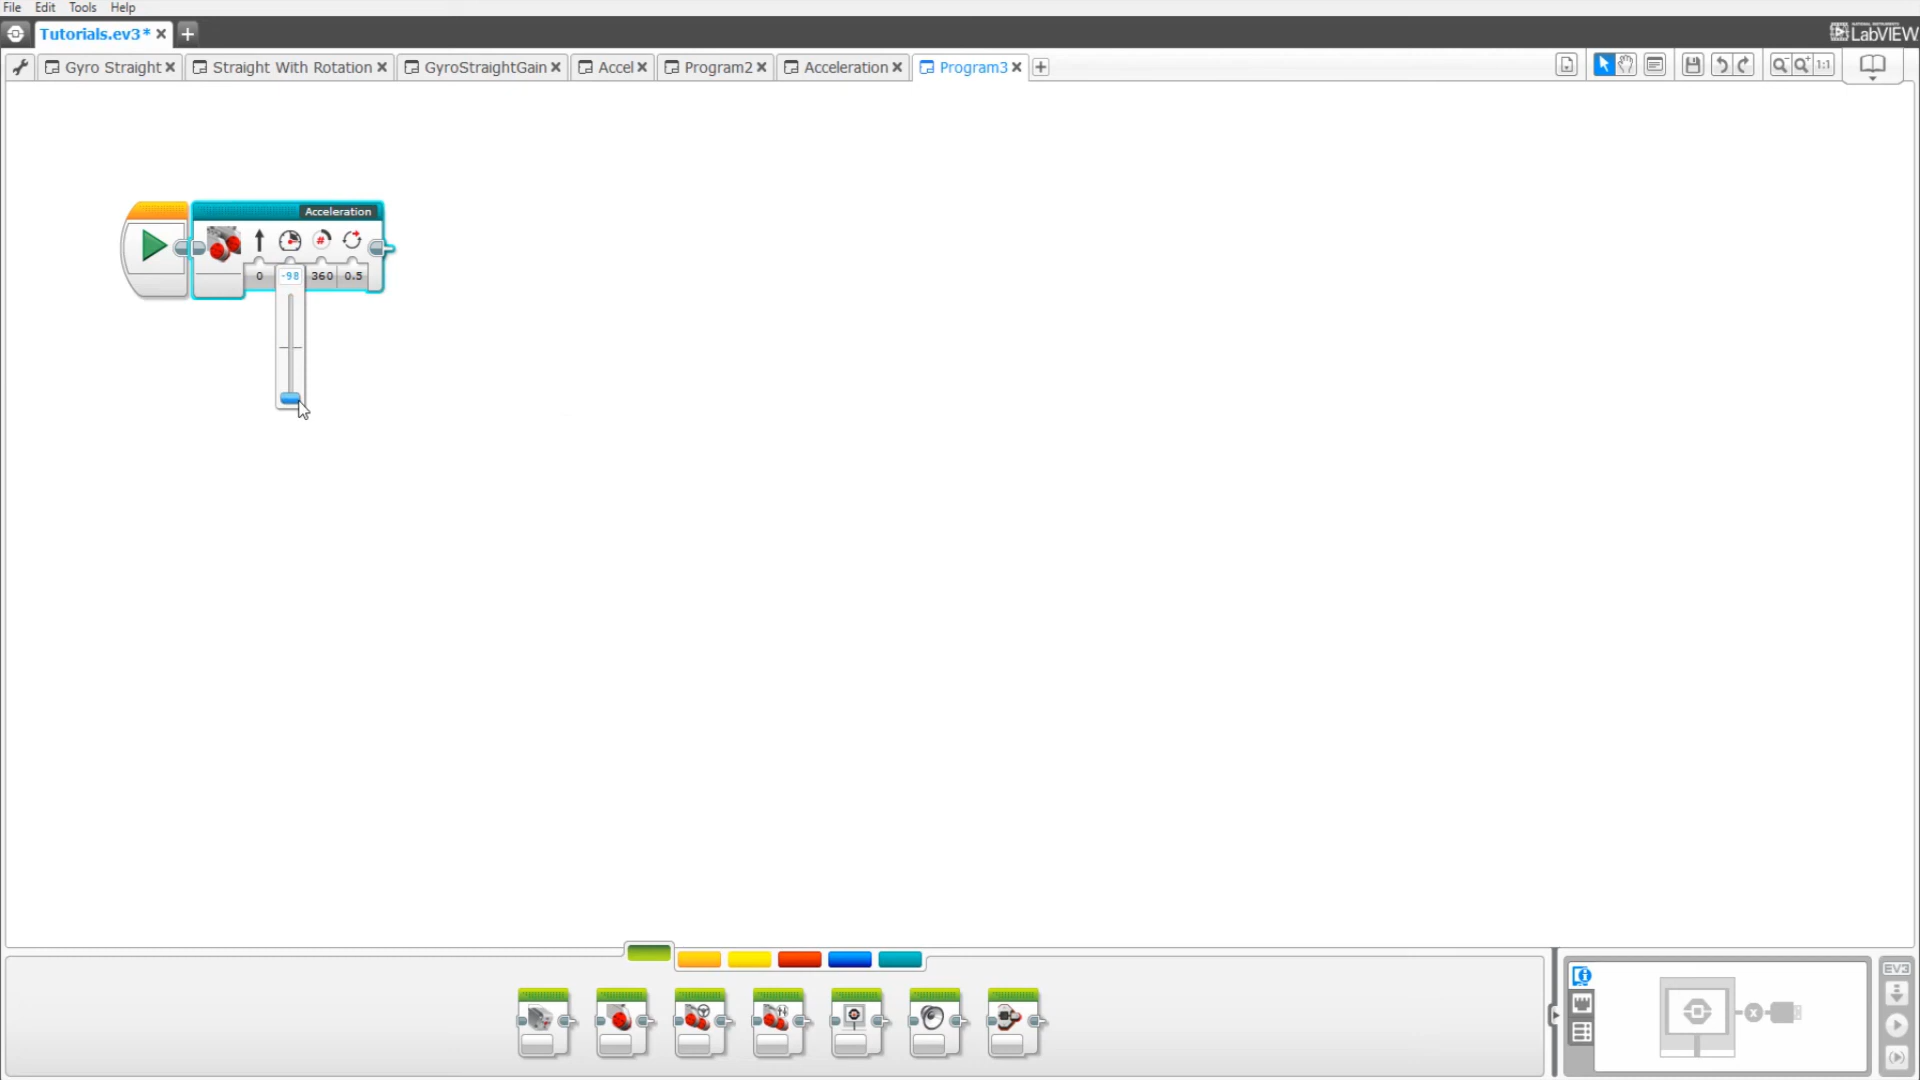 File Edit Tools Help
Tutorials.ev3*
LabVIEW
Gyro Straight Straight With Rotation GyroStraightGain Accel Program2 Acceleration Program3 1:1
Acceleration
#
0 -98 360 0.5
EV3